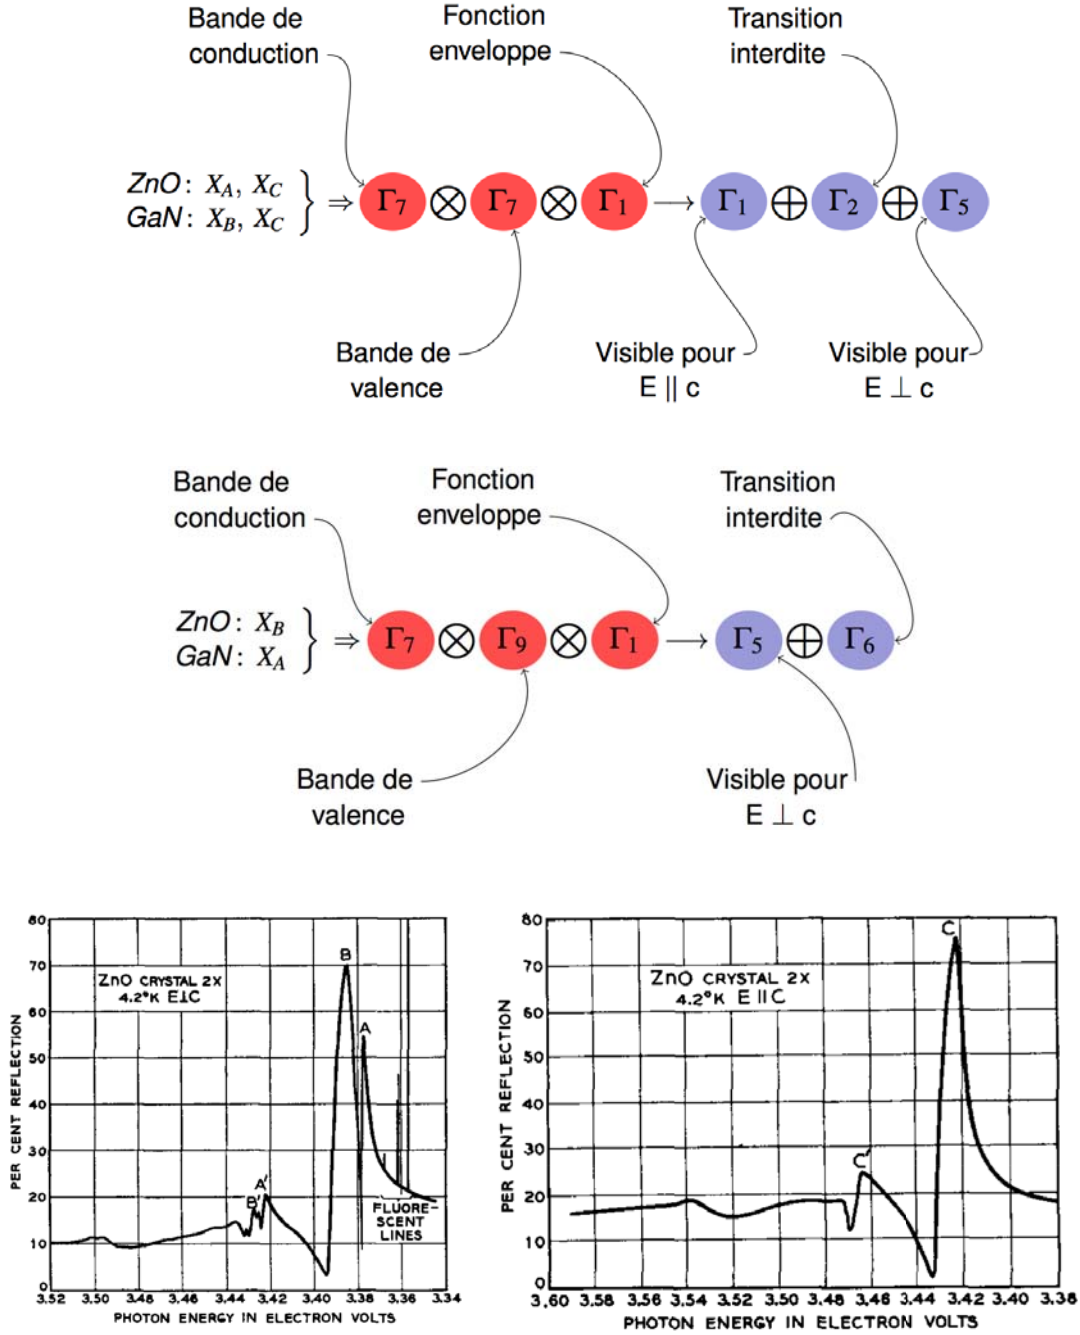 Bande de
conduction
Fonction
enveloppe
Transition
interdite
ZnO : X_A, X_C
GaN : X_B, X_C
} ⇒ Γ7 ⊗ Γ7 ⊗ Γ1 → Γ1 ⊕ Γ2 ⊕ Γ5
Bande de
valence
Visible pour
E ∥ c
Visible pour
E ⊥ c
Bande de
conduction
Fonction
enveloppe
Transition
interdite
ZnO : X_B
GaN : X_A
} ⇒ Γ7 ⊗ Γ9 ⊗ Γ1 → Γ5 ⊕ Γ6
Bande de
valence
Visible pour
E ⊥ c
PER CENT REFLECTION
80
70
60
50
40
30
20
10
0
ZnO CRYSTAL 2X
4.2°K E⊥C
B
A
B'
A'
FLUORE-
SCENT
LINES
3.52 3.50 3.48 3.46 3.44 3.42 3.40 3.38 3.36 3.34
PHOTON ENERGY IN ELECTRON VOLTS
PER CENT REFLECTION
80
70
60
50
40
30
20
10
0
ZnO CRYSTAL 2X
4.2°K E ∥ C
C
C'
3.60 3.58 3.56 3.54 3.52 3.50 3.48 3.46 3.44 3.42 3.40 3.38
PHOTON ENERGY IN ELECTRON VOLTS